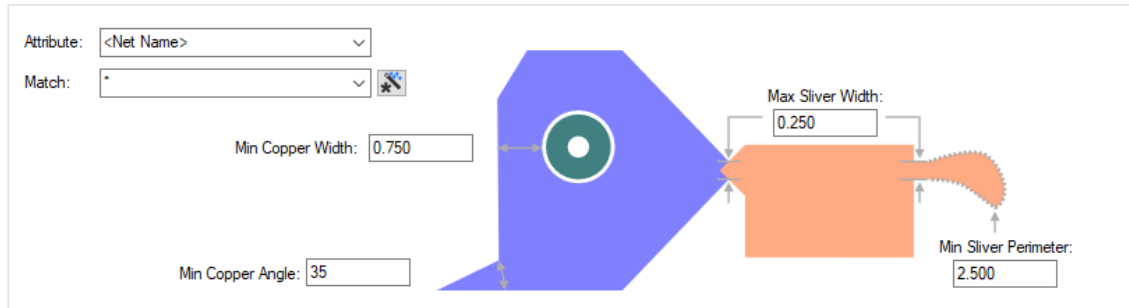 Attribute: <Net Name>
Match: *
Max Sliver Width:
0.250
Min Copper Width: 0.750
Min Sliver Perimeter:
2.500
Min Copper Angle: 35